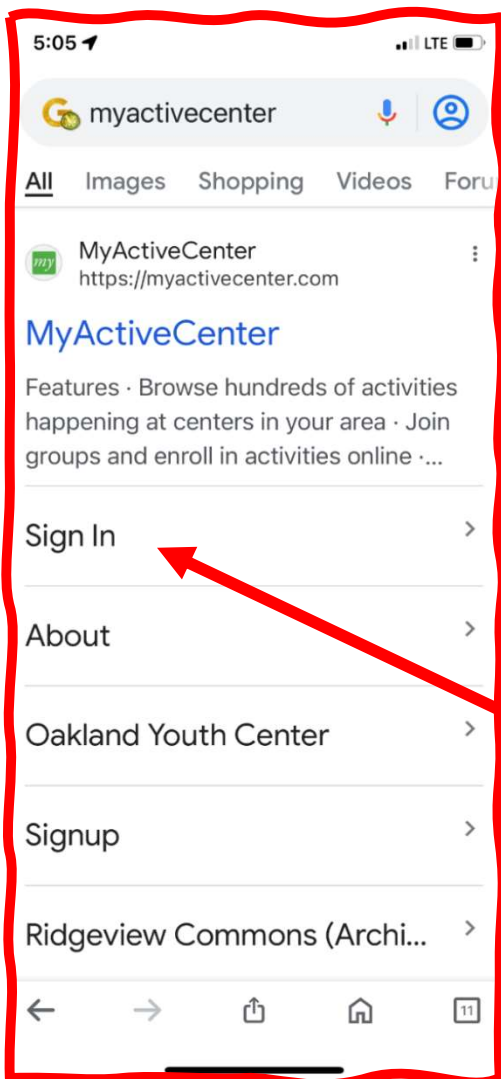 5:05 LTE
myactivecenter
All Images Shopping Videos Foru
my MyActiveCenter
https://myactivecenter.com
MyActiveCenter
Features · Browse hundreds of activities
happening at centers in your area · Join
groups and enroll in activities online ·...
Sign In
About
Oakland Youth Center
Signup
Ridgeview Commons (Archi...
11